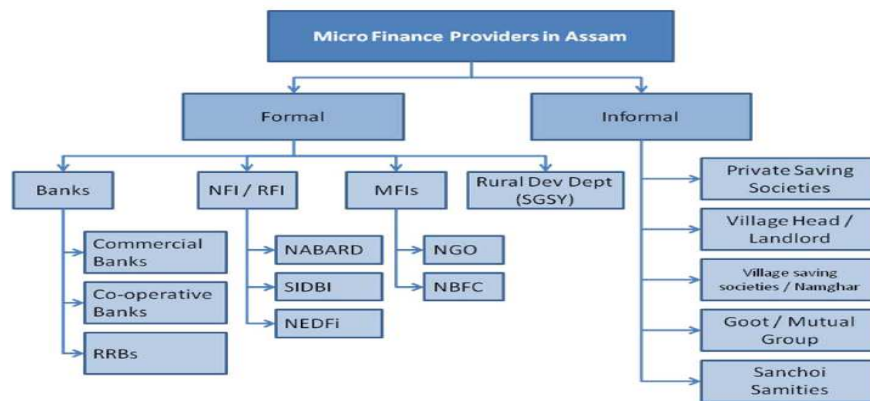 Micro Finance Providers in Assam
Formal
Informal
Banks
NFI / RFI
MFIs
Rural Dev Dept
(SGSY)
Commercial
Banks
Co-operative
Banks
RRBs
NABARD
SIDBI
NEDFi
NGO
NBFC
Private Saving
Societies
Village Head /
Landlord
Village saving
societies / Namghar
Goot / Mutual
Group
Sanchoi
Samities